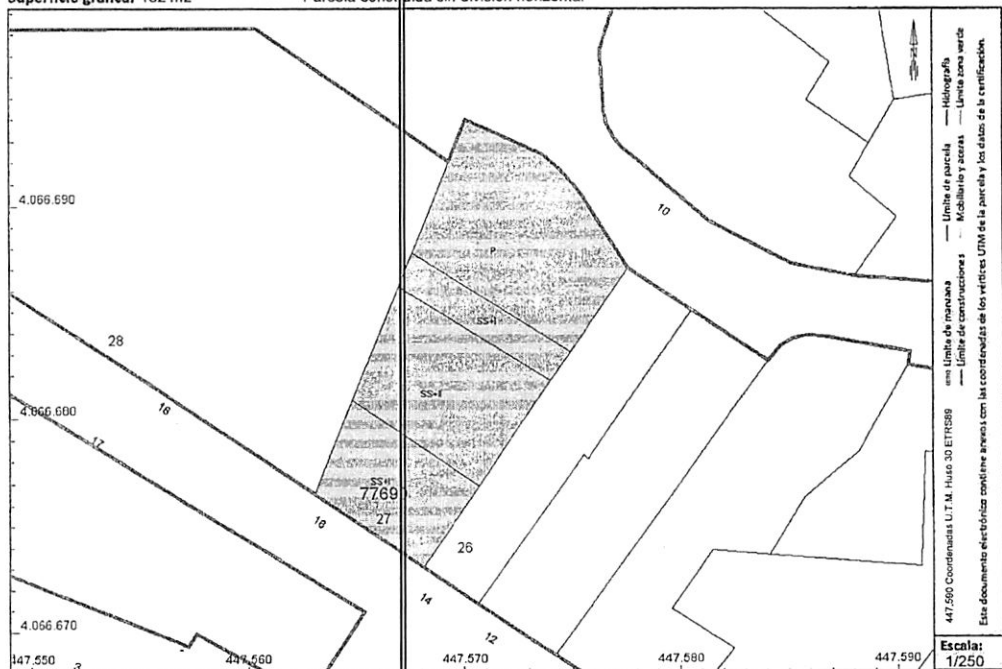 Superficie gráfica: 182 m2
Parcela construida sin división horizontal
4.066.690
10
P
SS+I
28
SS+I
4.066.680
16
17
SS+II
7769
27
18
26
14
4.066.670
12
447.550
447.560
447.570
447.580
447.590
3
Límite de manzana
Límite de parcela
Hidrografía
Límite de construcciones
Mobiliario y aceras
Límite zona verde
447,590 Coordenadas U.T.M. Huso 30 ETRS89
Este documento electrónico contiene anexos con las coordenadas de los vértices UTM de la parcela y los datos de la certificación.
Escala:
1/250